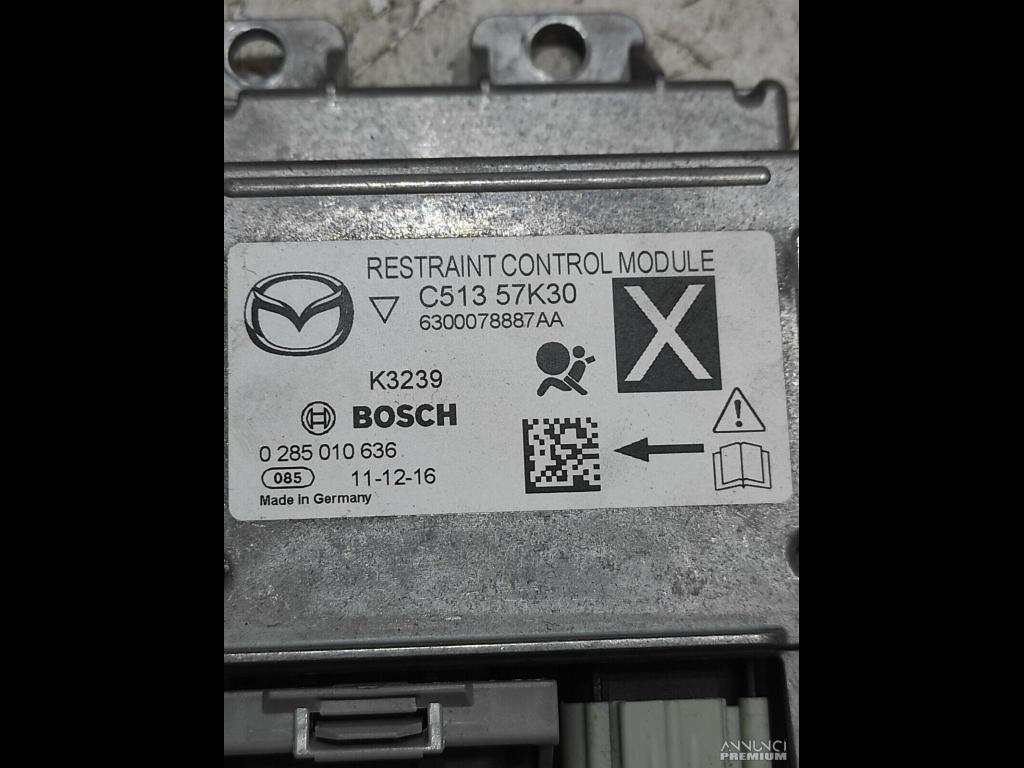 RESTRAINT CONTROL MODULE
C513 57K30
6300078887AA
X
K3239
BOSCH
0 285 010 636
085 11-12-16
Made in Germany
ANNUNCI
PREMIUM